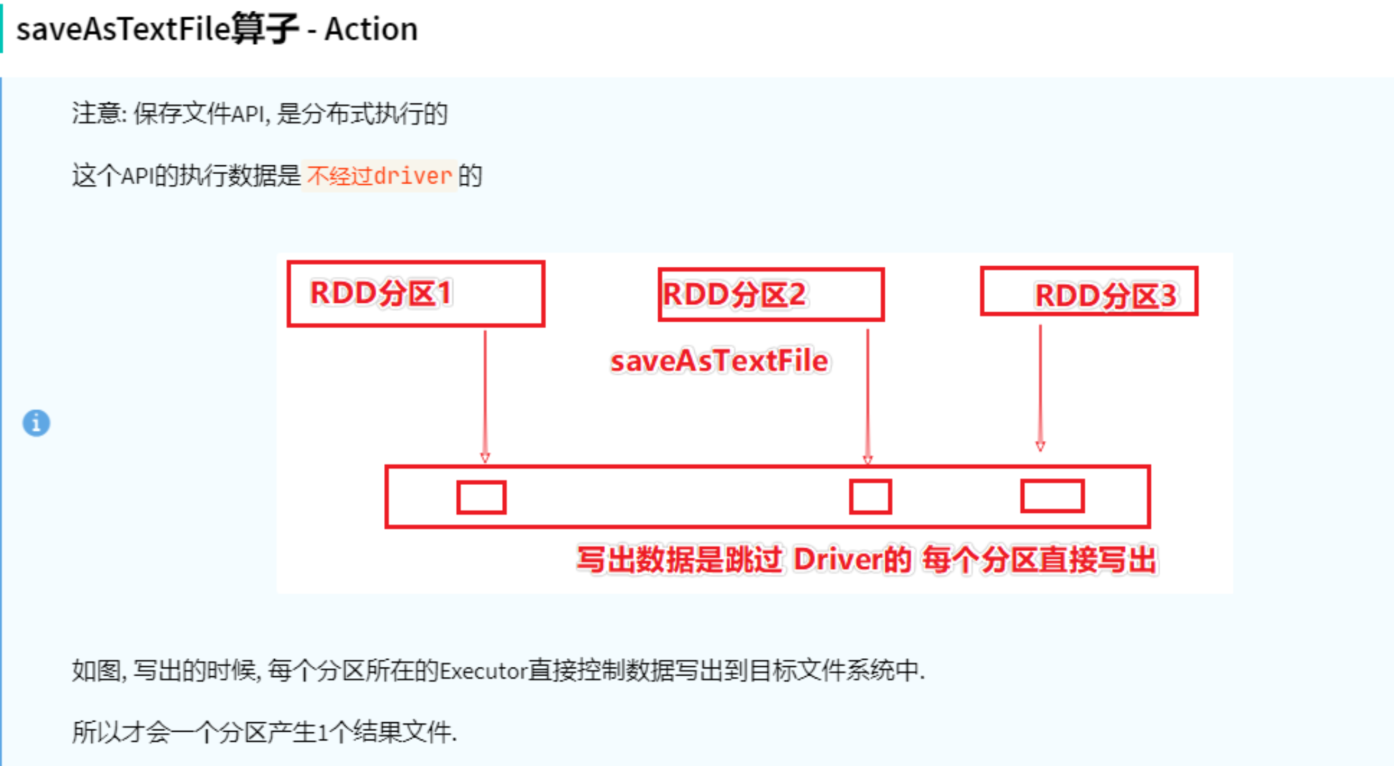 saveAsTextFile算子 - Action
注意: 保存文件API, 是分布式执行的
这个API的执行数据是 不经过driver 的
RDD分区1
RDD分区2
RDD分区3
saveAsTextFile
写出数据是跳过 Driver的 每个分区直接写出
如图, 写出的时候, 每个分区所在的Executor直接控制数据写出到目标文件系统中.
所以才会一个分区产生1个结果文件.